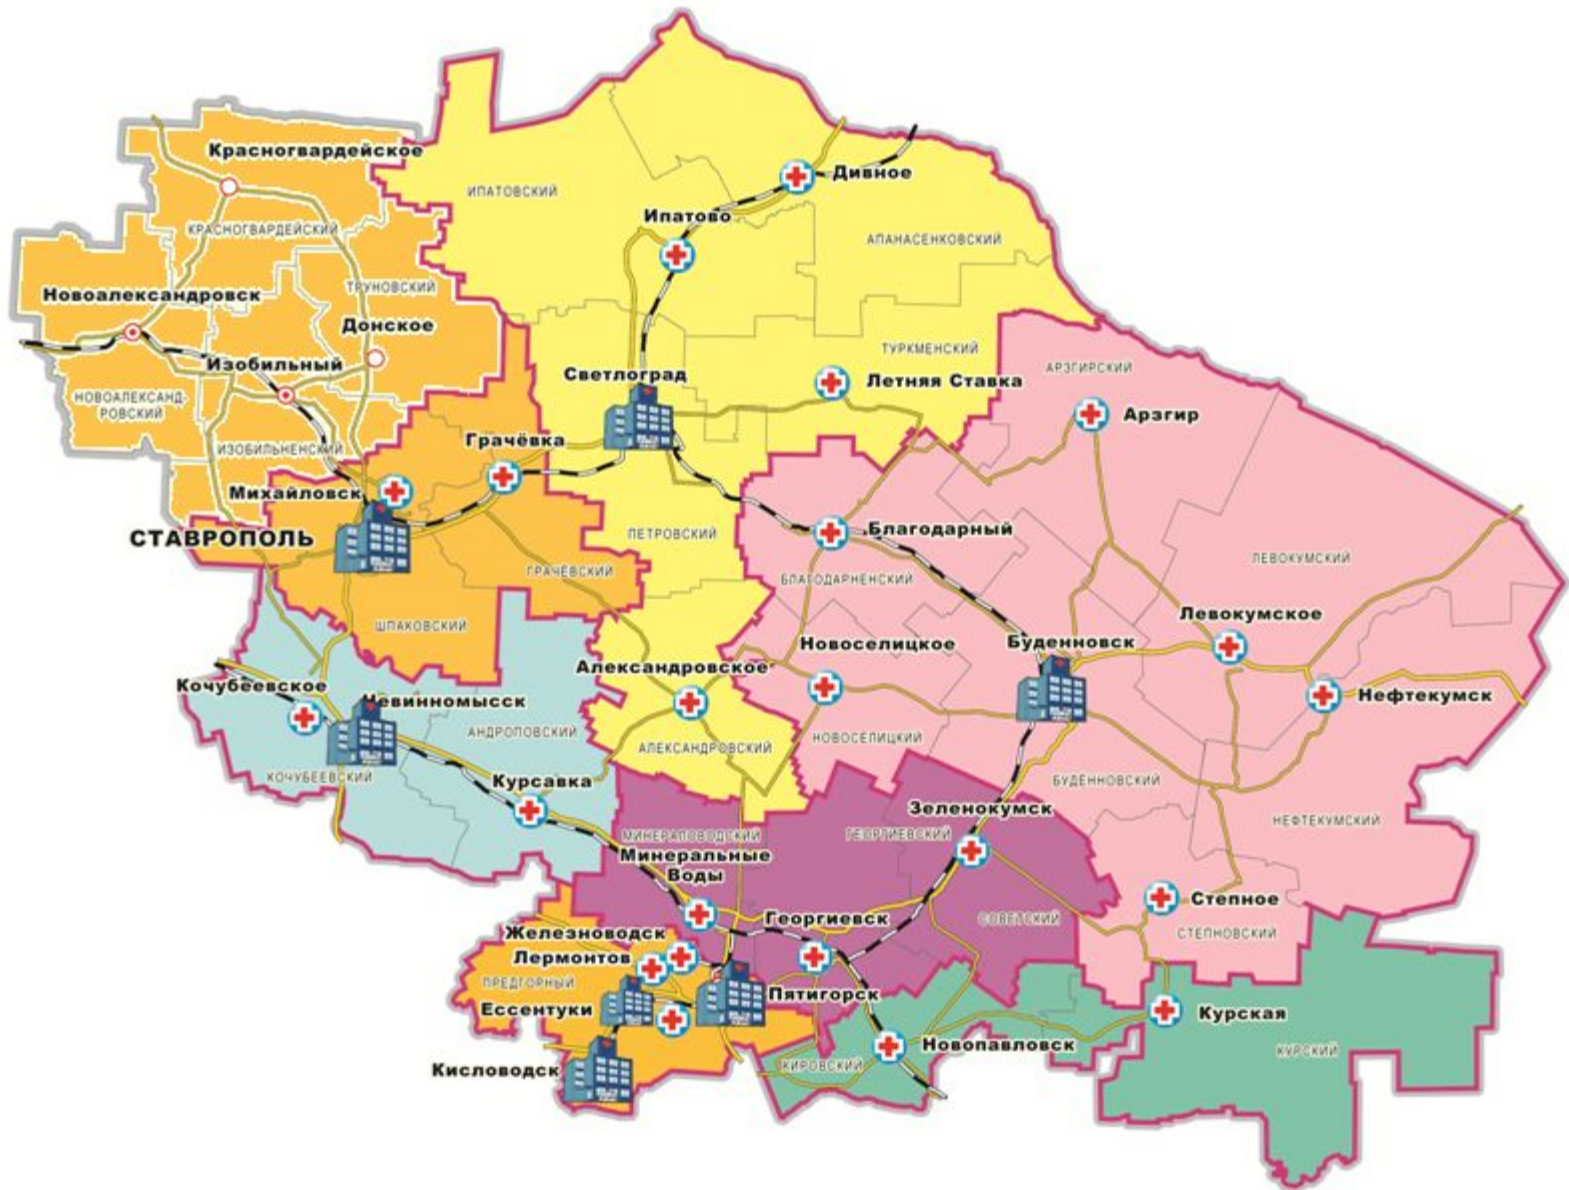 Красногвардейское
Дивное
ИПАТОВСКИЙ
Ипатово
КРАСНОГВАРДЕЙСКИЙ
АПАНАСЕНКОВСКИЙ
ТРУНОВСКИЙ
Новоалександровск
Донское
ТУРКМЕНСКИЙ
Изобильный
Светлоград
Летняя Ставка
АРЗГИРСКИЙ
НОВОАЛЕКСАНД-
РОВСКИЙ
Арзгир
Грачёвка
ИЗОБИЛЬНЕНСКИЙ
Михайловск
СТАВРОПОЛЬ
ПЕТРОВСКИЙ
Благодарный
ЛЕВОКУМСКИЙ
ГРАЧЁВСКИЙ
БЛАГОДАРНЕНСКИЙ
Левокумское
ШПАКОВСКИЙ
Новоселицкое
Буденновск
Александровское
Кочубеевское
Невинномысск
Нефтекумск
АНДРОПОВСКИЙ
АЛЕКСАНДРОВСКИЙ
НОВОСЕЛИЦКИЙ
КОЧУБЕЕВСКИЙ
Курсавка
БУДЁННОВСКИЙ
Зеленокумск
НЕФТЕКУМСКИЙ
МИНЕРАЛОВОДСКИЙ
ГЕОРГИЕВСКИЙ
Минеральные
Воды
Степное
Георгиевск
СОВЕТСКИЙ
Железноводск
СТЕПНОВСКИЙ
Лермонтов
ПРЕДГОРНЫЙ
Пятигорск
Ессентуки
Курская
Новопавловск
КУРСКИЙ
Кисловодск
КИРОВСКИЙ